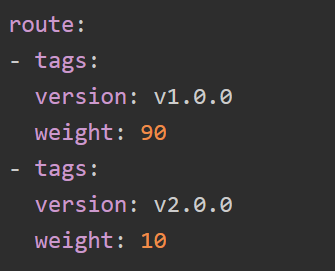 route:
- tags:
  version: v1.0.0
  weight: 90
- tags:
  version: v2.0.0
  weight: 10